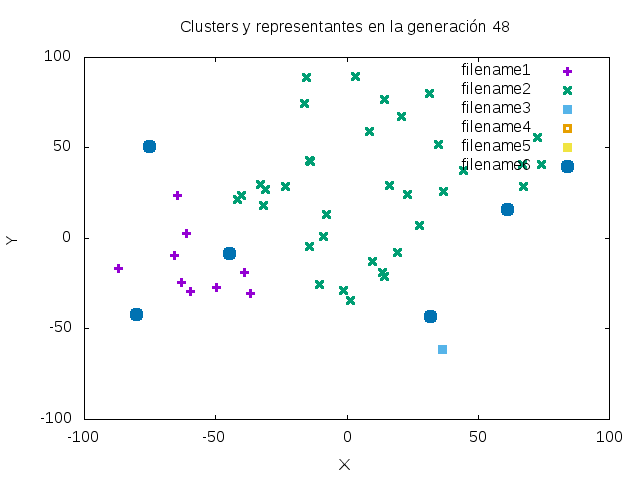 Clusters y representantes en la generación 48
100
50
0
-50
-100
-100
-50
0
50
100
X
Y
filename1
filename2
filename3
filename4
filename5
filename6